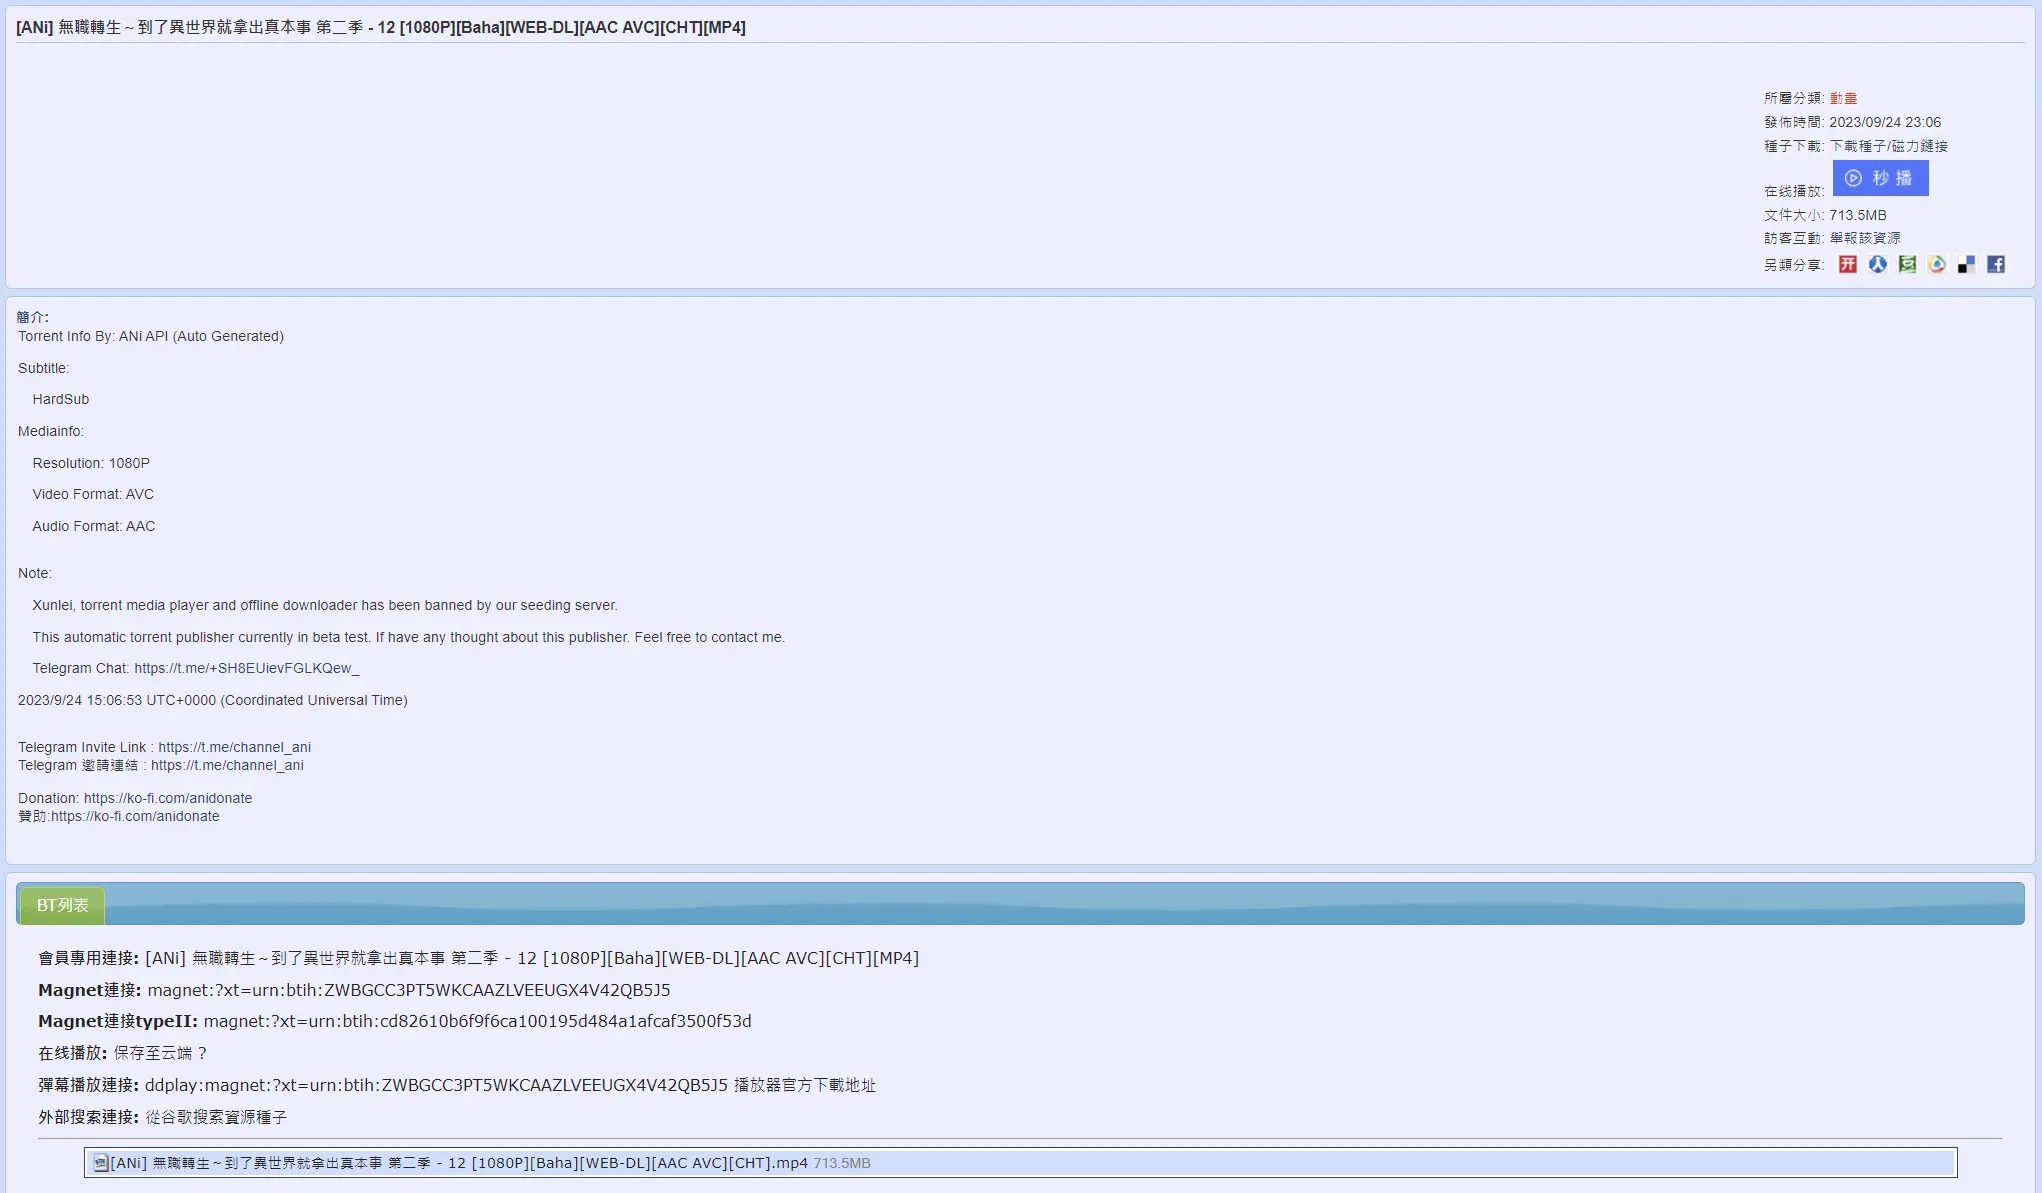 [ANi] 無職轉生～到了異世界就拿出真本事 第二季 - 12 [1080P][Baha][WEB-DL][AAC AVC][CHT][MP4]
所屬分類: 動畫
發佈時間: 2023/09/24 23:06
種子下載: 下載種子/磁力鏈接
在线播放: 秒播
文件大小: 713.5MB
訪客互動: 舉報該資源
另類分享: 开 豆 f
簡介:
Torrent Info By: ANi API (Auto Generated)
Subtitle:
HardSub
Mediainfo:
Resolution: 1080P
Video Format: AVC
Audio Format: AAC
Note:
Xunlei, torrent media player and offline downloader has been banned by our seeding server.
This automatic torrent publisher currently in beta test. If have any thought about this publisher. Feel free to contact me.
Telegram Chat: https://t.me/+SH8EUievFGLKQew_
2023/9/24 15:06:53 UTC+0000 (Coordinated Universal Time)
Telegram Invite Link : https://t.me/channel_ani
Telegram 邀請連結 : https://t.me/channel_ani
Donation: https://ko-fi.com/anidonate
贊助:https://ko-fi.com/anidonate
BT列表
會員專用連接: [ANi] 無職轉生～到了異世界就拿出真本事 第二季 - 12 [1080P][Baha][WEB-DL][AAC AVC][CHT][MP4]
Magnet連接: magnet:?xt=urn:btih:ZWBGCC3PT5WKCAAZLVEEUGX4V42QB5J5
Magnet連接typeII: magnet:?xt=urn:btih:cd82610b6f9f6ca100195d484a1afcaf3500f53d
在线播放: 保存至云端 ?
彈幕播放連接: ddplay:magnet:?xt=urn:btih:ZWBGCC3PT5WKCAAZLVEEUGX4V42QB5J5 播放器官方下載地址
外部搜索連接: 從谷歌搜索資源種子
[ANi] 無職轉生～到了異世界就拿出真本事 第二季 - 12 [1080P][Baha][WEB-DL][AAC AVC][CHT].mp4 713.5MB